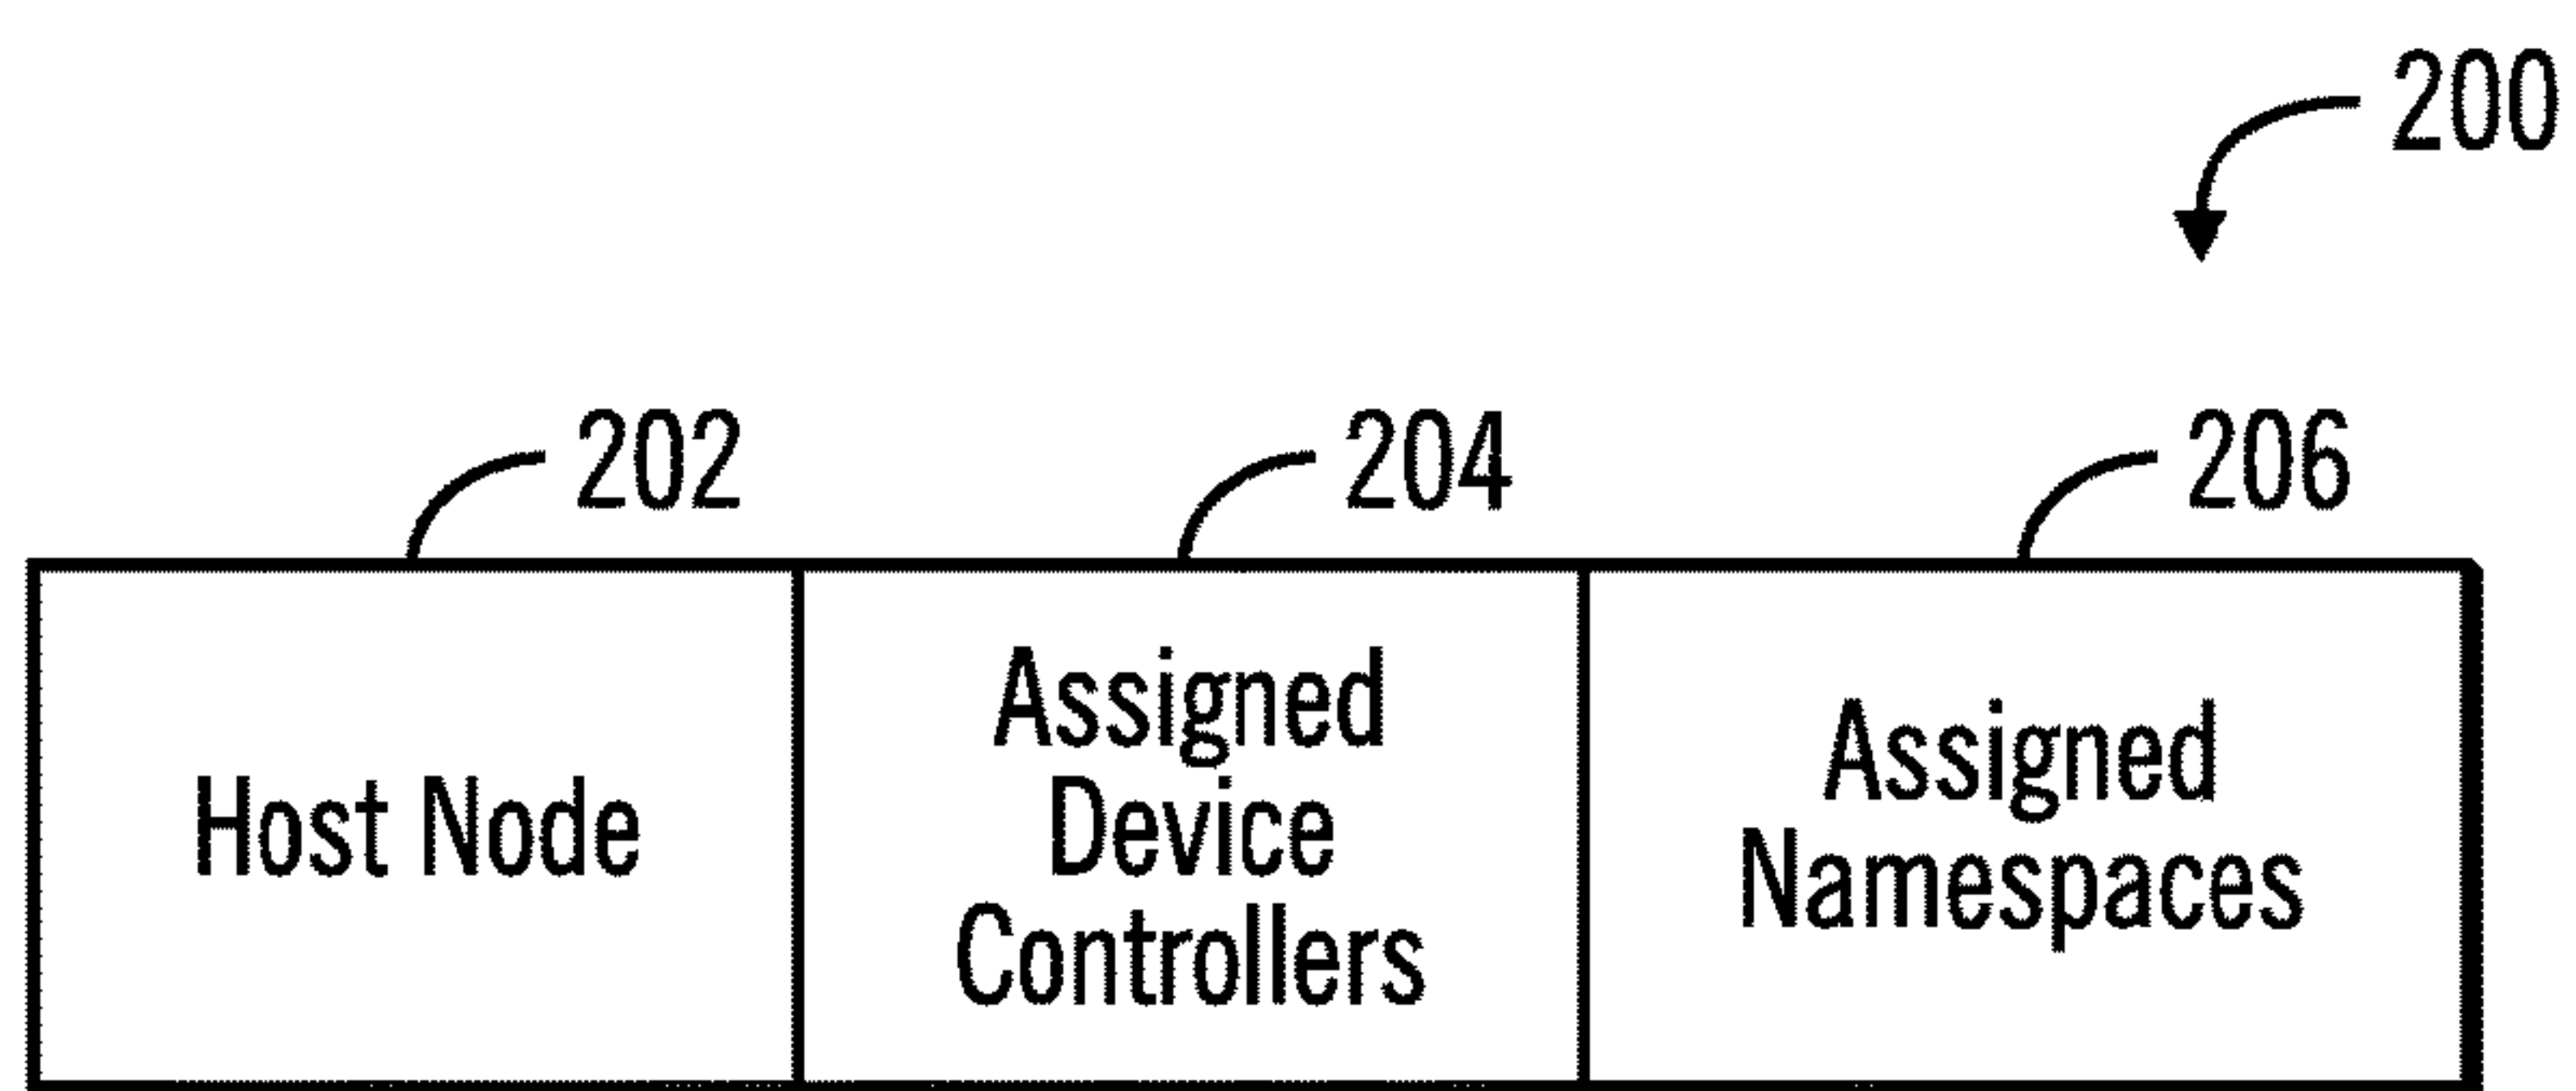 200
202
204
206
Host Node
Assigned
Device
Controllers
Assigned
Namespaces